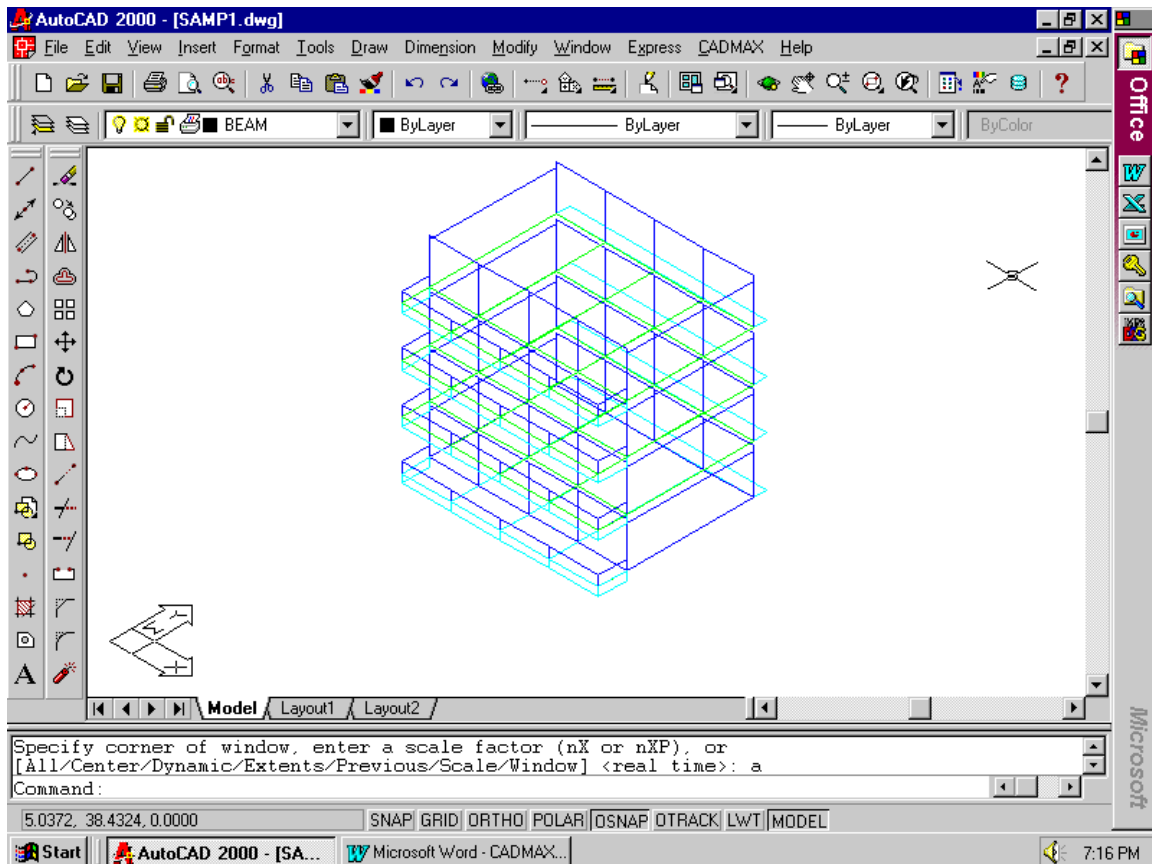 AutoCAD 2000 - [SAMP1.dwg]
File Edit View Insert Format Tools Draw Dimension Modify Window Express CADMAX Help
BEAM ByLayer ByLayer ByLayer ByColor
Office
A
Model Layout1 Layout2
Specify corner of window, enter a scale factor (nX or nXP), or
[All/Center/Dynamic/Extents/Previous/Scale/Window] <real time>: a
Command:
5.0372, 38.4324, 0.0000 SNAP GRID ORTHO POLAR OSNAP OTRACK LWT MODEL
Microsoft
Start AutoCAD 2000 - [SA... Microsoft Word - CADMAX... 7:16 PM